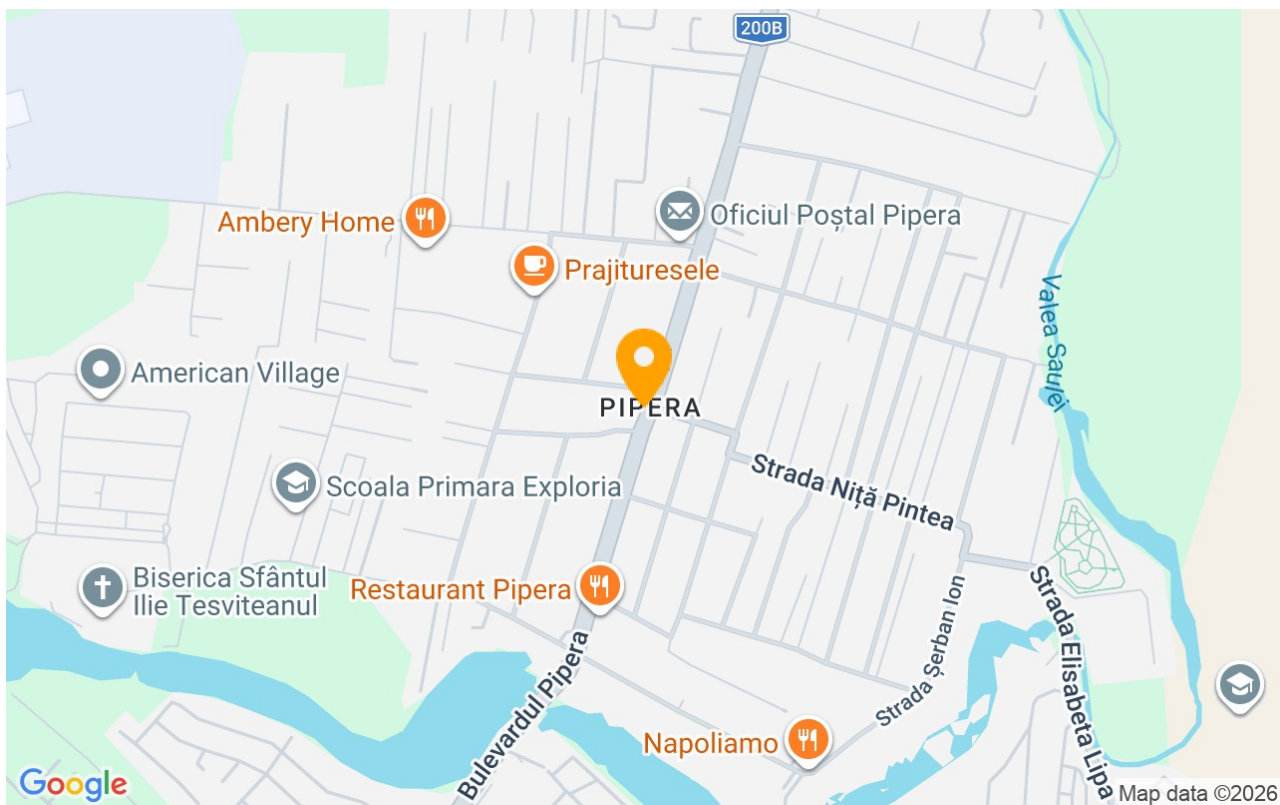 200B
Ambery Home
Oficiul Poștal Pipera
Prajituresele
Valea Saulei
American Village
PIPERA
Strada Niță Pintea
Scoala Primara Exploria
Biserica Sfântul
Ilie Tesviteanul
Restaurant Pipera
Strada Elisabeta Lipa
Strada Șerban Ion
Bulevardul Pipera
Napoliamo
Google
Map data ©2026